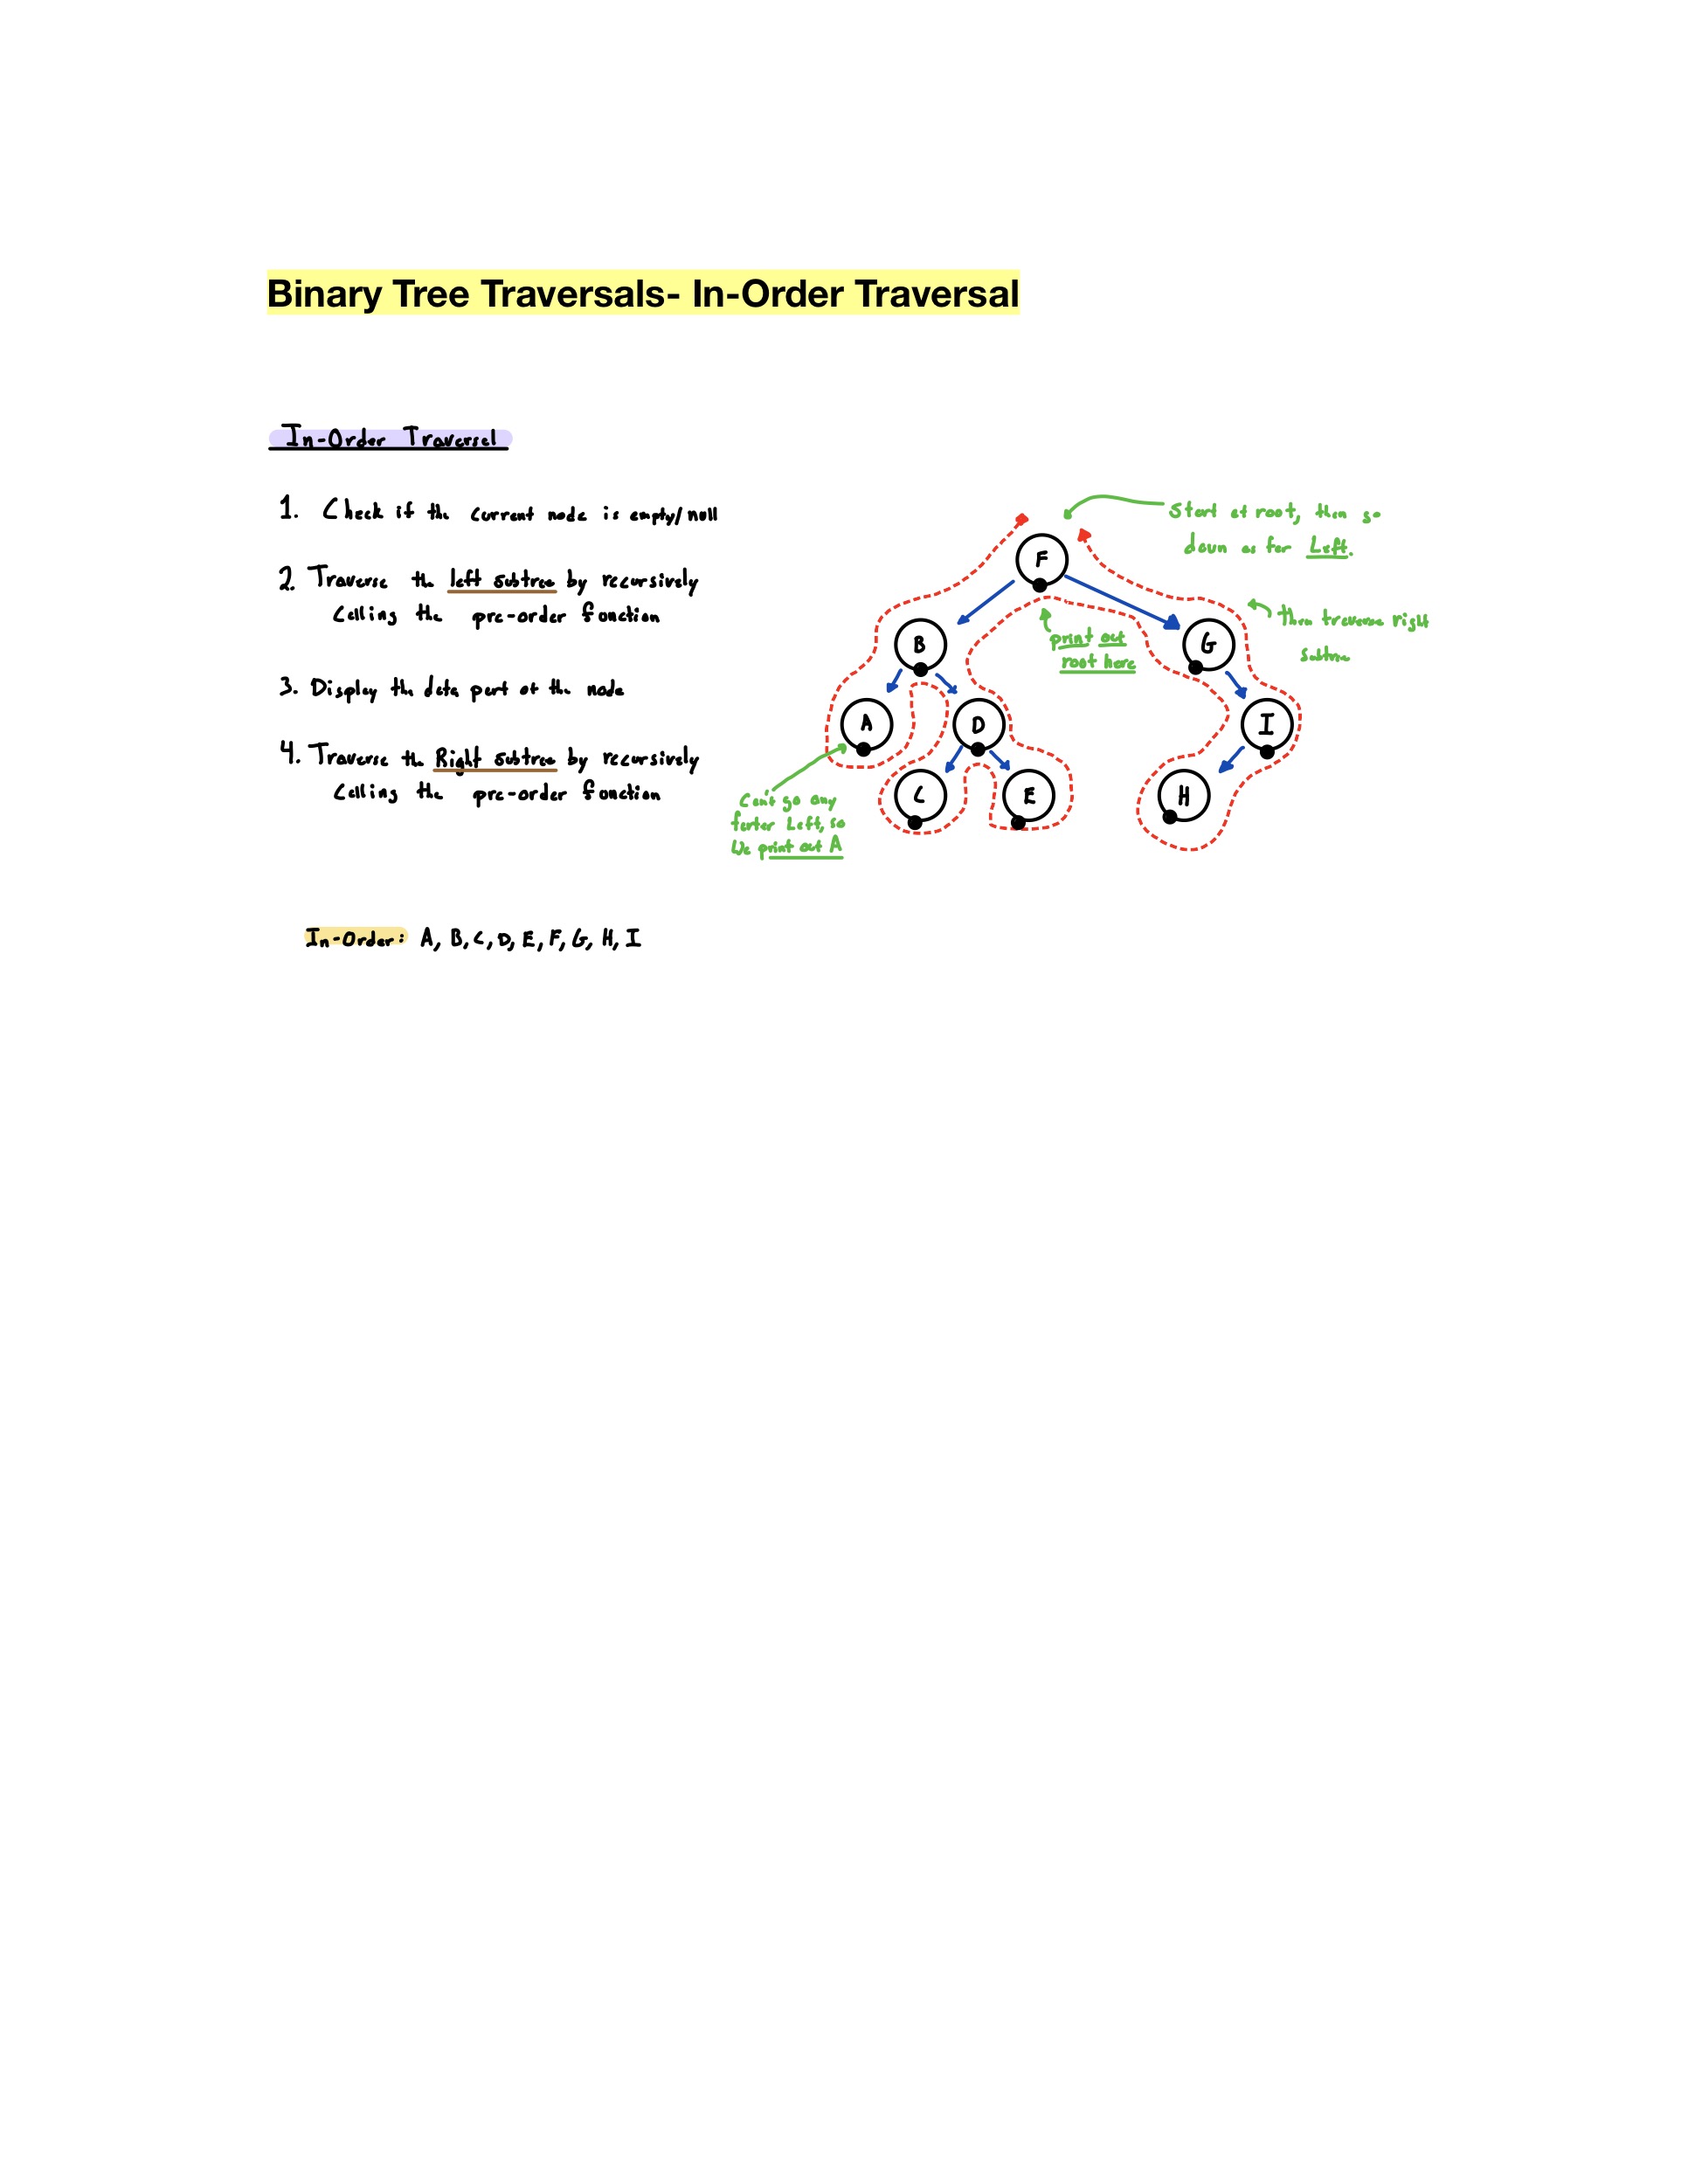 Binary Tree Traversals- In-Order Traversal
In-Order Traversal
1. Check if the current node is empty/null
2. Traverse the left subtree by recursively
Calling the pre-order function
3. Display the data part of the node
4. Traverse the Right subtree by recursively
Calling the pre-order function
Start at root, then go
down as far Left.
F
then traverse right
subtree
B
print out
root here
G
A
D
I
C
E
H
Can't go any
farter Left, so
We print out A
In-Order: A, B, C, D, E, F, G, H, I